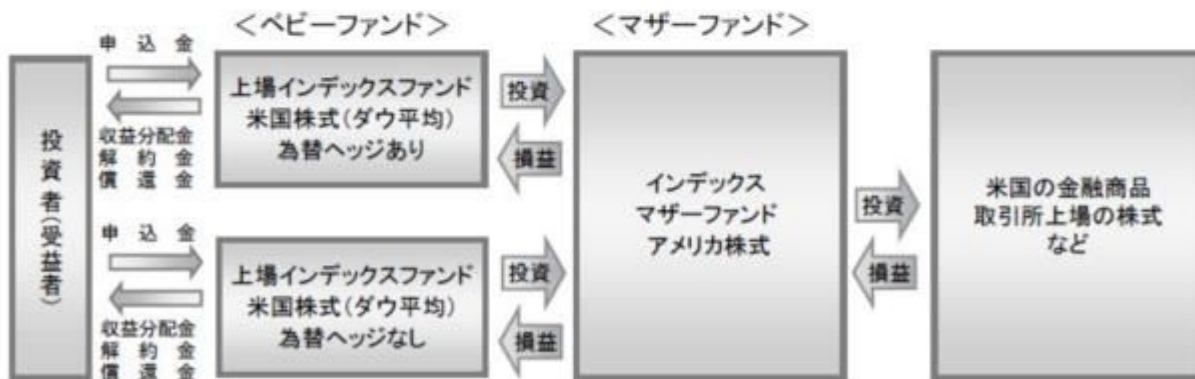 ＜ベビーファンド＞
＜マザーファンド＞
投資者(受益者)
申込金
収益分配金
解約金
償還金
上場インデックスファンド
米国株式(ダウ平均)
為替ヘッジあり
投資
損益
申込金
収益分配金
解約金
償還金
上場インデックスファンド
米国株式(ダウ平均)
為替ヘッジなし
投資
損益
インデックス
マザーファンド
アメリカ株式
投資
損益
米国の金融商品
取引所上場の株式
など